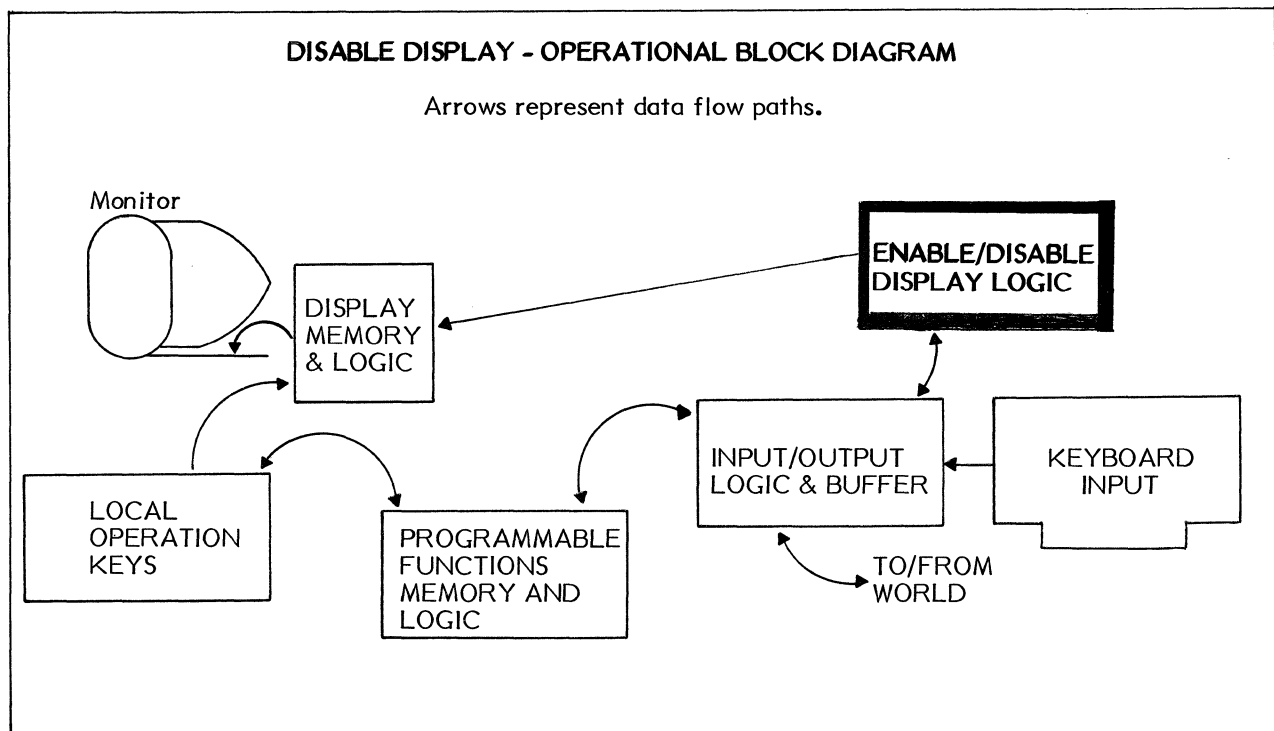 DISABLE DISPLAY - OPERATIONAL BLOCK DIAGRAM
Arrows represent data flow paths.
Monitor
ENABLE/DISABLE
DISPLAY LOGIC
DISPLAY
MEMORY
& LOGIC
INPUT/OUTPUT
LOGIC & BUFFER
KEYBOARD
INPUT
LOCAL
OPERATION
KEYS
PROGRAMMABLE
FUNCTIONS
MEMORY AND
LOGIC
TO/FROM
WORLD